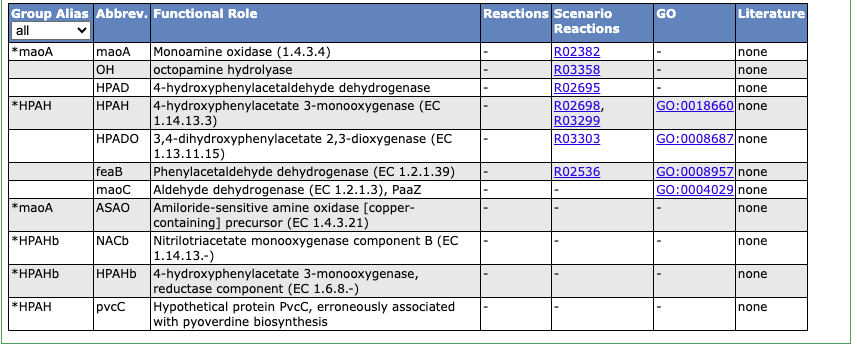 Group Alias Abbrev. Functional Role Reactions Scenario Reactions GO Literature
all
*maoA maoA Monoamine oxidase (1.4.3.4) - R02382 - none
OH octopamine hydrolyase - R03358 - none
HPAD 4-hydroxyphenylacetaldehyde dehydrogenase - R02695 - none
*HPAH HPAH 4-hydroxyphenylacetate 3-monooxygenase (EC - R02698, GO:0018660 none
1.14.13.3) R03299
HPADO 3,4-dihydroxyphenylacetate 2,3-dioxygenase (EC - R03303 GO:0008687 none
1.13.11.15)
feaB Phenylacetaldehyde dehydrogenase (EC 1.2.1.39) - R02536 GO:0008957 none
maoC Aldehyde dehydrogenase (EC 1.2.1.3), PaaZ - - GO:0004029 none
*maoA ASAO Amiloride-sensitive amine oxidase [copper- - - - none
containing] precursor (EC 1.4.3.21)
*HPAHb NACb Nitrilotriacetate monooxygenase component B (EC - - - none
1.14.13.-)
*HPAHb HPAHb 4-hydroxyphenylacetate 3-monooxygenase, - - - none
reductase component (EC 1.6.8.-)
*HPAH pvcC Hypothetical protein PvcC, erroneously associated - - - none
with pyoverdine biosynthesis